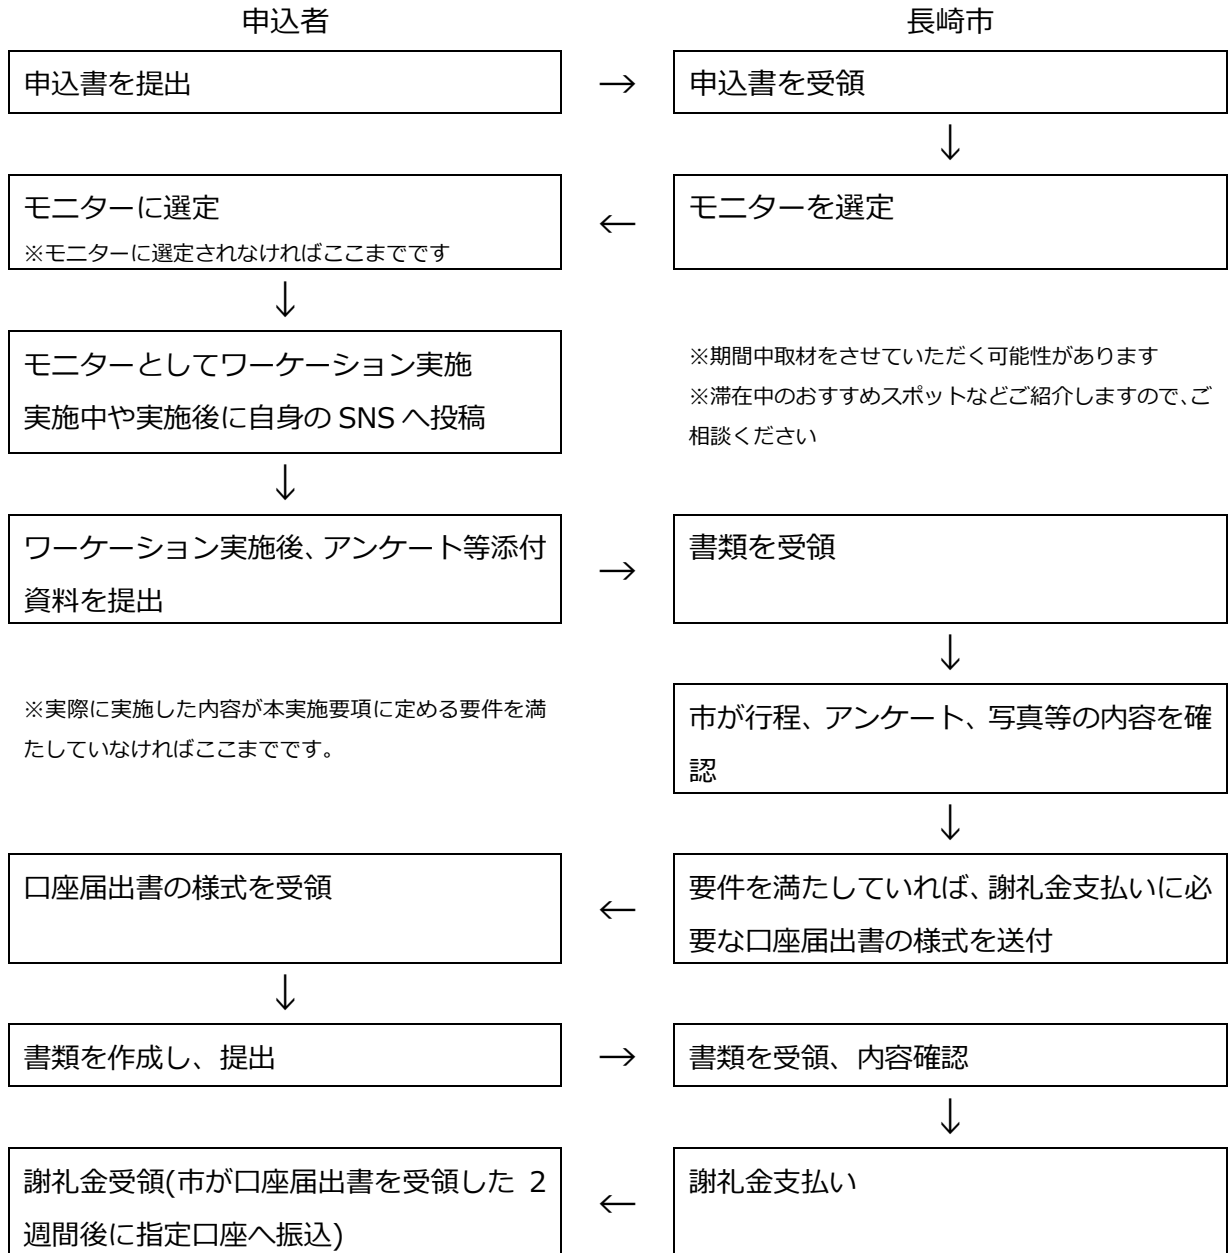 申込者
長崎市
申込書を提出
→
申込書を受領
↓
モニターに選定
※モニターに選定されなければここまでです
←
モニターを選定
↓
モニターとしてワーケーション実施
実施中や実施後に自身の SNS へ投稿
※期間中取材をさせていただく可能性があります
※滞在中のおすすめスポットなどご紹介しますので、ご
相談ください
↓
ワーケーション実施後、アンケート等添付
資料を提出
→
書類を受領
↓
※実際に実施した内容が本実施要項に定める要件を満
たしていなければここまでです。
市が行程、アンケート、写真等の内容を確
認
↓
口座届出書の様式を受領
←
要件を満たしていれば、謝礼金支払いに必
要な口座届出書の様式を送付
↓
書類を作成し、提出
→
書類を受領、内容確認
↓
謝礼金受領(市が口座届出書を受領した 2
週間後に指定口座へ振込)
←
謝礼金支払い